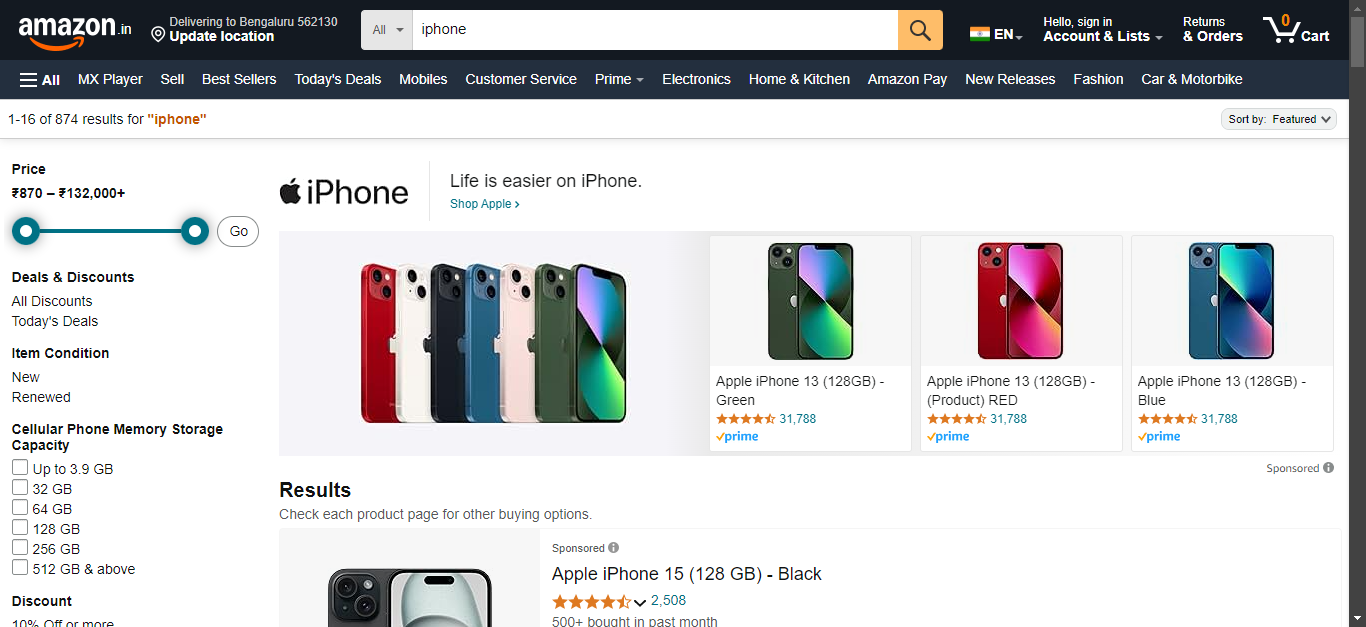 amazon.in
Delivering to Bengaluru 562130
Update location
All
iphone
EN
Hello, sign in
Account & Lists
Returns
& Orders
0
Cart
All
MX Player
Sell
Best Sellers
Today's Deals
Mobiles
Customer Service
Prime
Electronics
Home & Kitchen
Amazon Pay
New Releases
Fashion
Car & Motorbike
1-16 of 874 results for "iphone"
Sort by: Featured
Price
₹870 – ₹132,000+
Go
Deals & Discounts
All Discounts
Today's Deals
Item Condition
New
Renewed
Cellular Phone Memory Storage
Capacity
Up to 3.9 GB
32 GB
64 GB
128 GB
256 GB
512 GB & above
Discount
10% Off or more
iPhone
Life is easier on iPhone.
Shop Apple ›
Apple iPhone 13 (128GB) -
Green
31,788
prime
Apple iPhone 13 (128GB) -
(Product) RED
31,788
prime
Apple iPhone 13 (128GB) -
Blue
31,788
prime
Sponsored
Results
Check each product page for other buying options.
Sponsored
Apple iPhone 15 (128 GB) - Black
2,508
500+ bought in past month